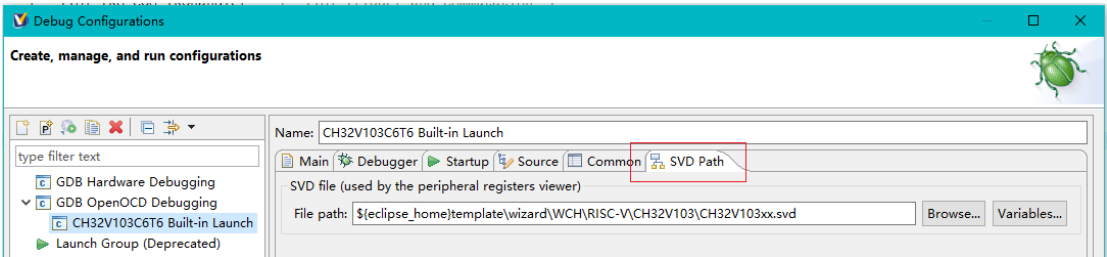 Debug Configurations
Create, manage, and run configurations
Name: CH32V103C6T6 Built-in Launch
type filter text
Main Debugger Startup Source Common SVD Path
GDB Hardware Debugging
SVD file (used by the peripheral registers viewer)
GDB OpenOCD Debugging
File path: ${eclipse_home}template\wizard\WCH\RISC-V\CH32V103\CH32V103xx.svd Browse... Variables...
CH32V103C6T6 Built-in Launch
Launch Group (Deprecated)